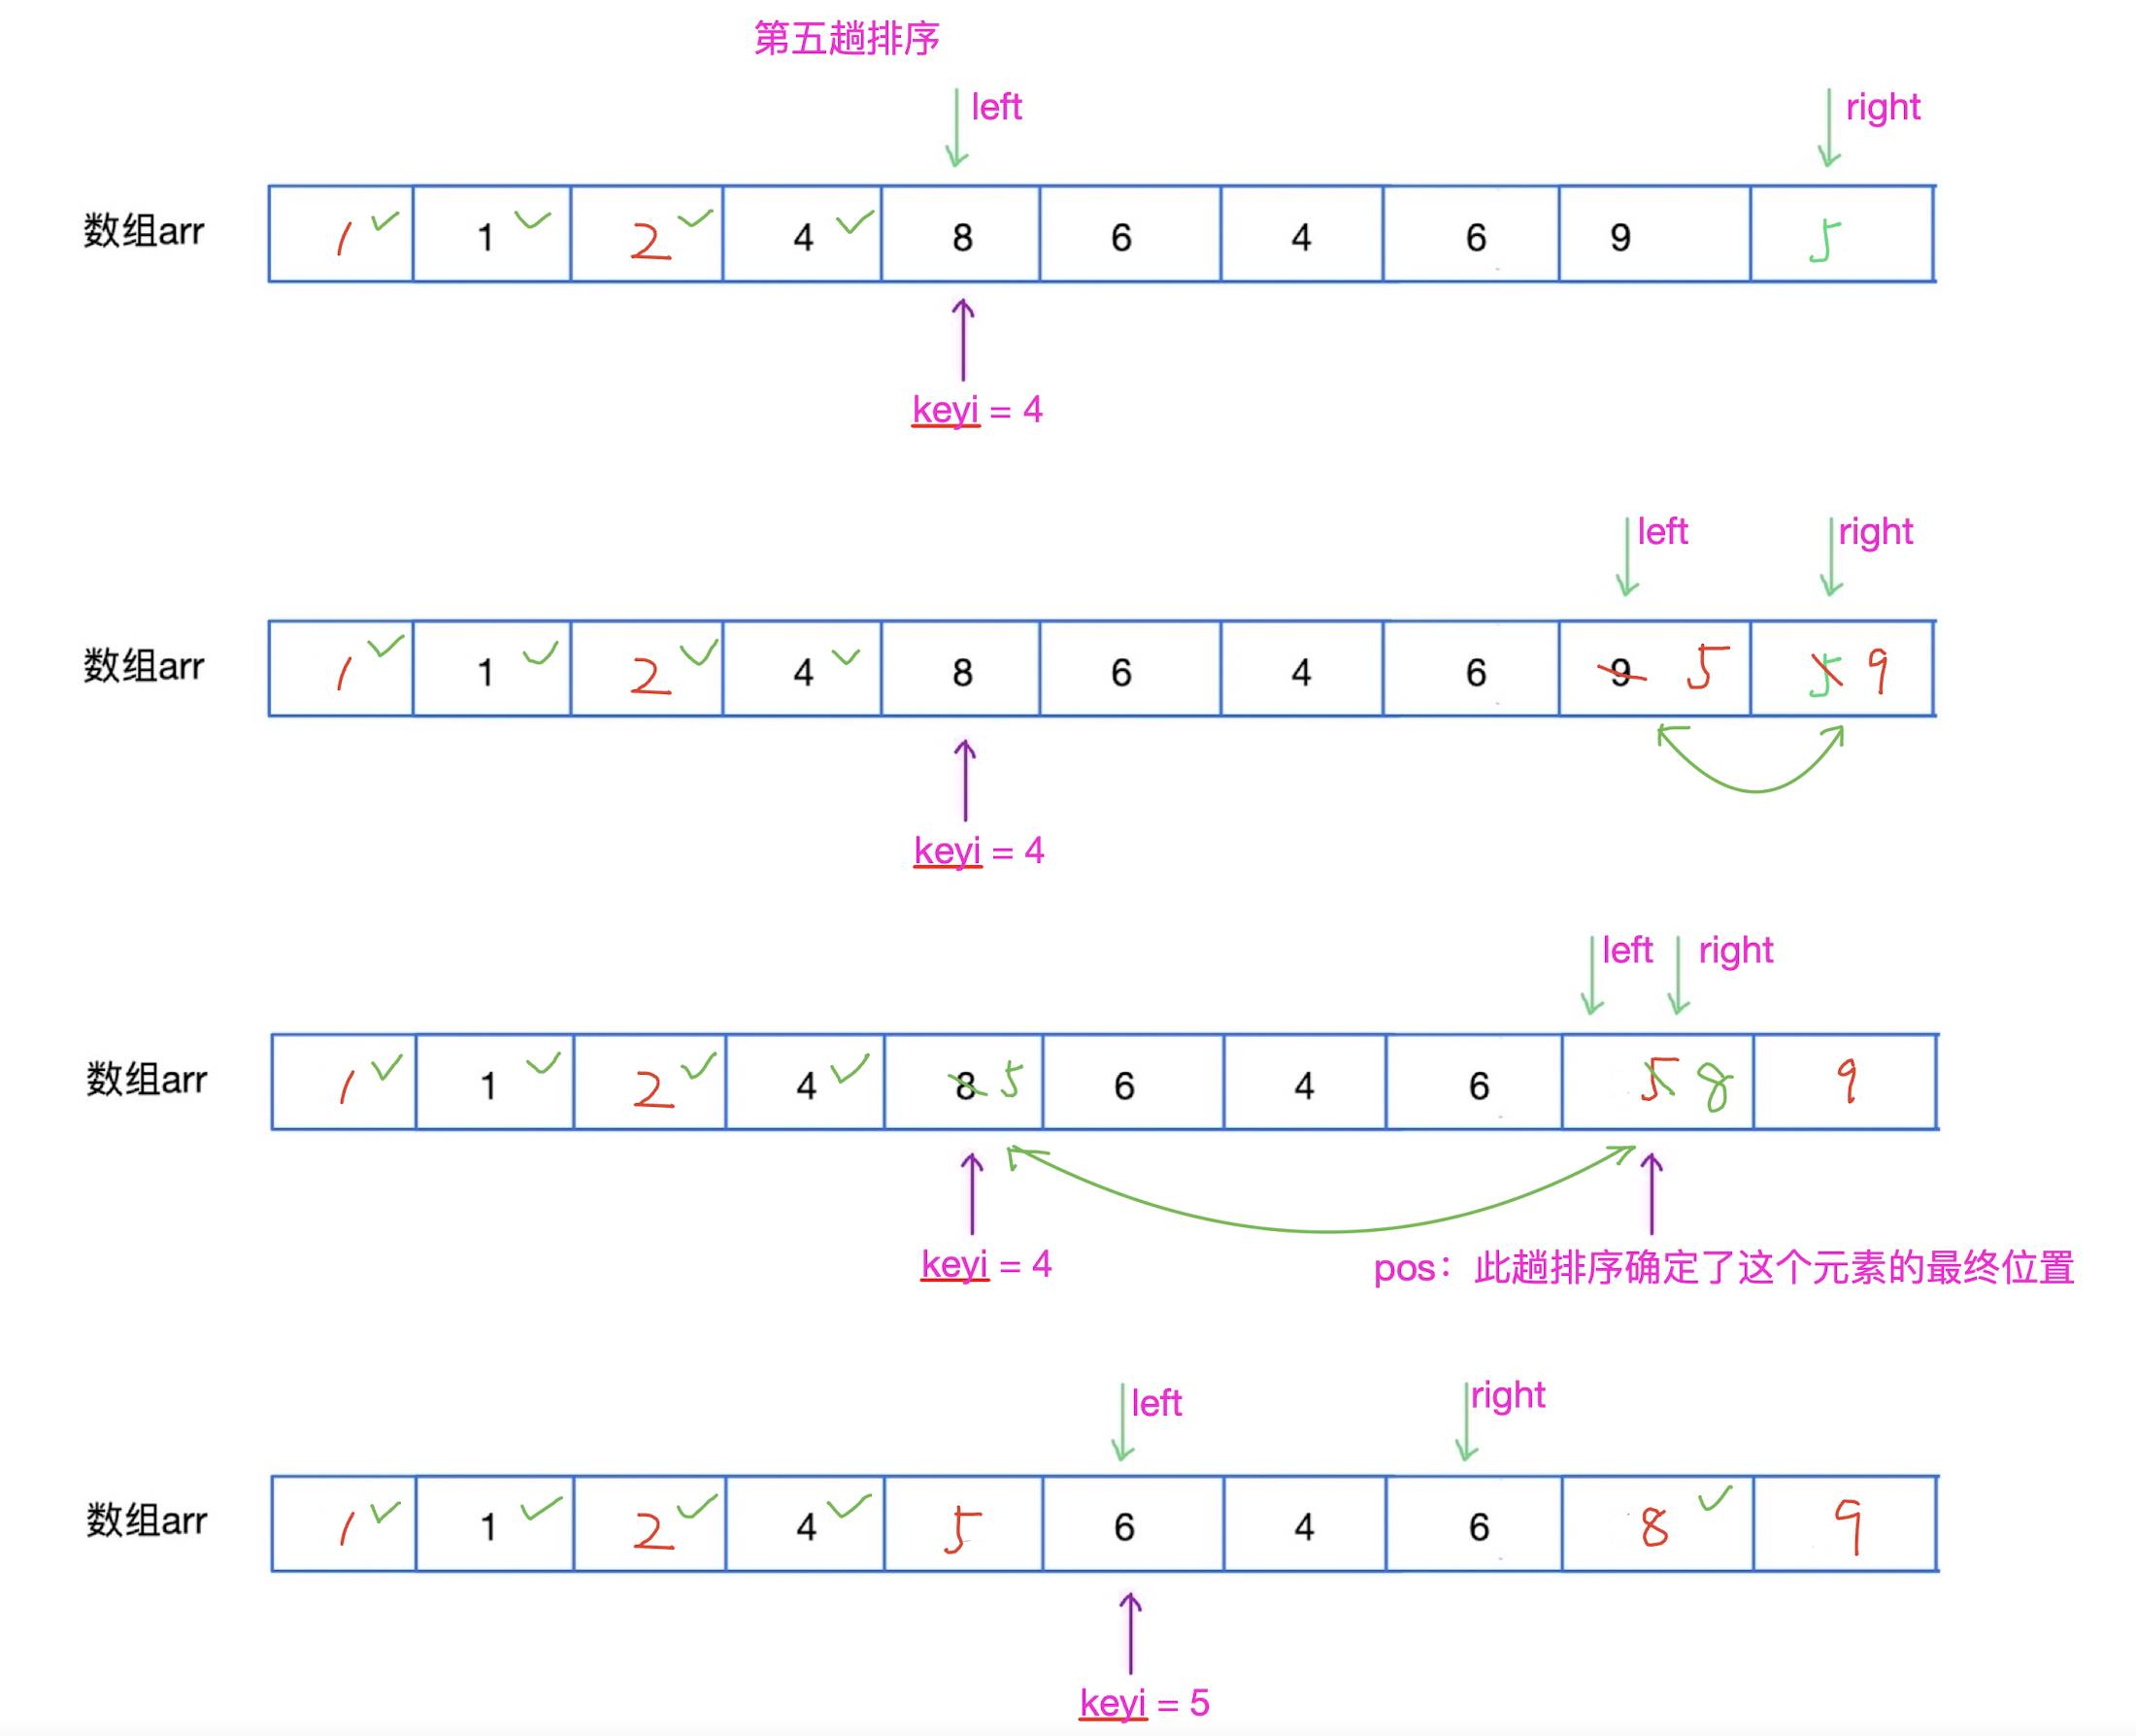 第五趟排序
left right
数组arr 1 1 2 4 8 6 4 6 9 5
keyi = 4
left right
数组arr 1 1 2 4 8 6 4 6 9 5 5 9
keyi = 4
left right
数组arr 1 1 2 4 8 5 6 4 6 5 8 9
keyi = 4 pos：此趟排序确定了这个元素的最终位置
left right
数组arr 1 1 2 4 5 6 4 6 8 9
keyi = 5